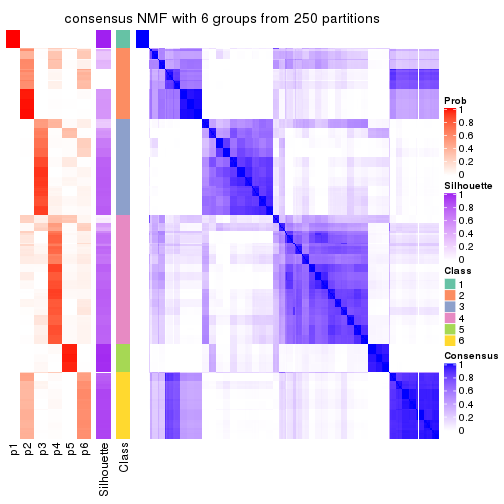 consensus NMF with 6 groups from 250 partitions
Prob
1
0.8
0.6
0.4
0.2
0
Silhouette
1
0.8
0.6
0.4
0.2
0
Class
1
2
3
4
5
6
Consensus
1
0.8
0.6
0.4
0.2
0
p1
p2
p3
p4
p5
p6
Silhouette
Class